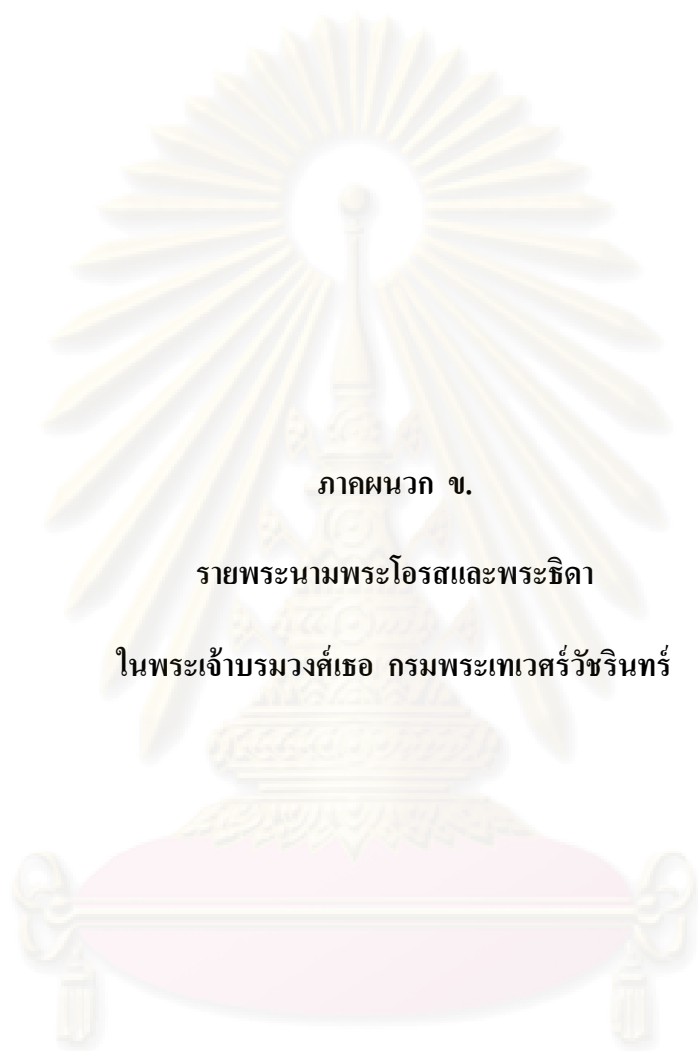 ภาคผนวก ข.
รายพระนามพระโอรสและพระธิดา
ในพระเจ้าบรมวงศ์เธอ กรมพระเทเวศร์วัชรินทร์